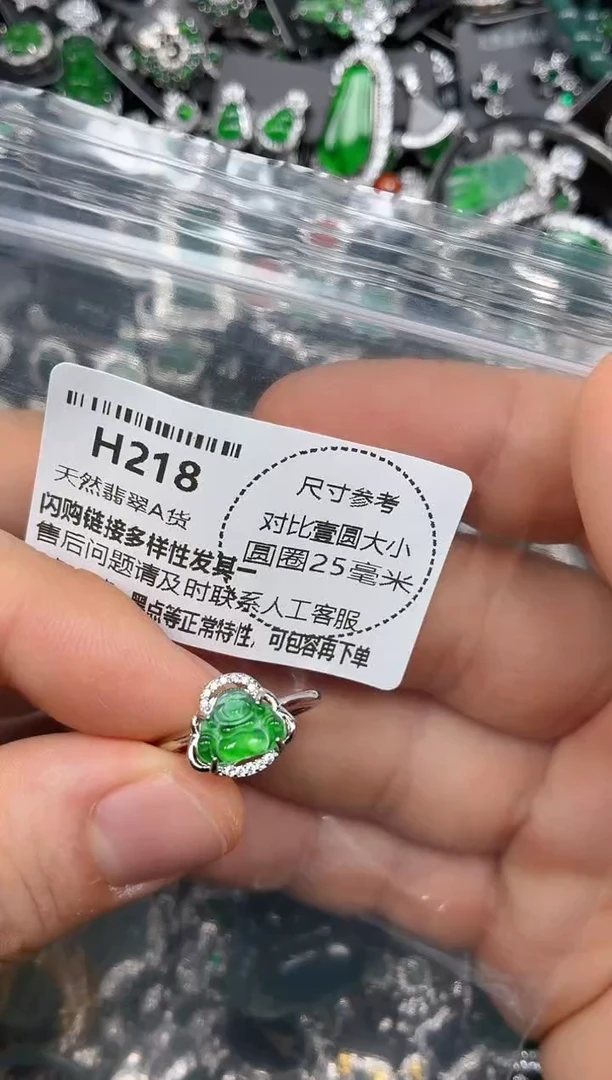 H218
天然翡翠A货
闪购链接多样性发其一
售后问题请及时联系人工客服
黑点等正常特性，可包容再下单
尺寸参考
对比壹圆大小
圆圈25毫米